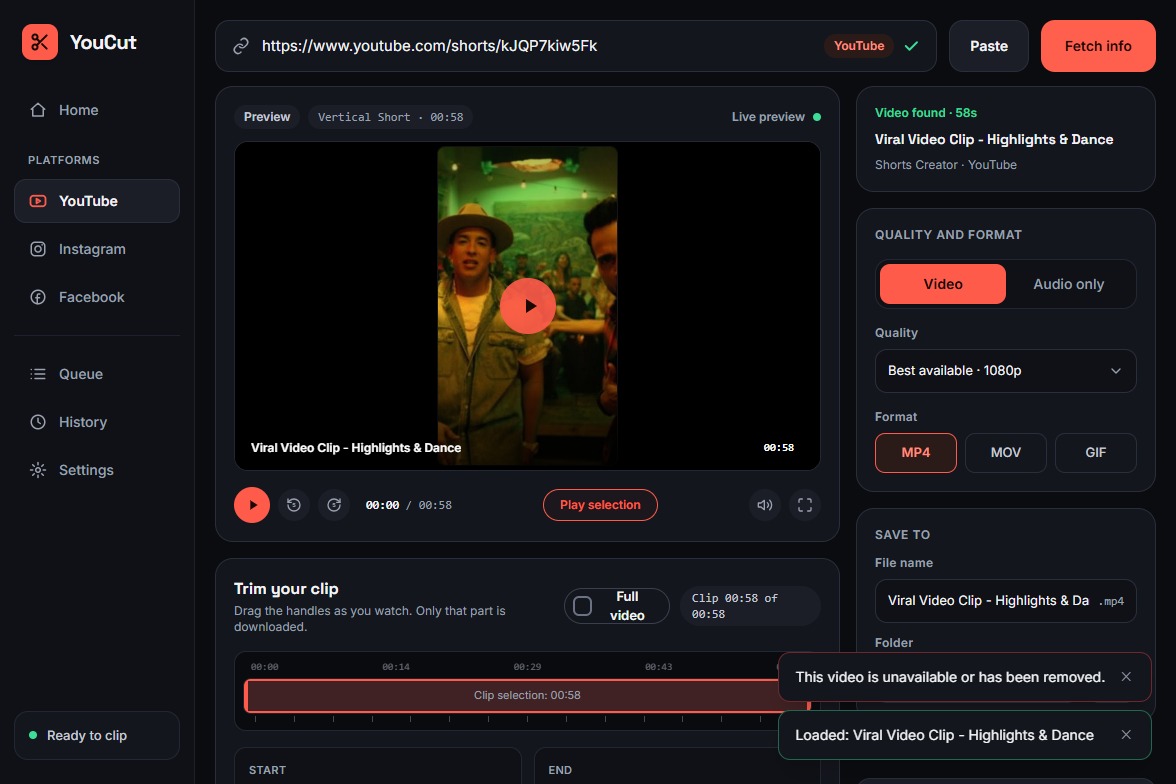 YouCut
https://www.youtube.com/shorts/kJQP7kiw5Fk
YouTube
Paste
Fetch info
Home
PLATFORMS
YouTube
Instagram
Facebook
Queue
History
Settings
Ready to clip
Preview
Vertical Short · 00:58
Live preview
Viral Video Clip - Highlights & Dance
00:58
00:00 / 00:58
Play selection
Trim your clip
Drag the handles as you watch. Only that part is
downloaded.
Full
video
Clip 00:58 of
00:58
00:00
00:14
00:29
00:43
Clip selection: 00:58
START
END
Video found · 58s
Viral Video Clip - Highlights & Dance
Shorts Creator · YouTube
QUALITY AND FORMAT
Video
Audio only
Quality
Best available · 1080p
Format
MP4
MOV
GIF
SAVE TO
File name
Viral Video Clip - Highlights & Da
.mp4
Folder
This video is unavailable or has been removed.
Loaded: Viral Video Clip - Highlights & Dance